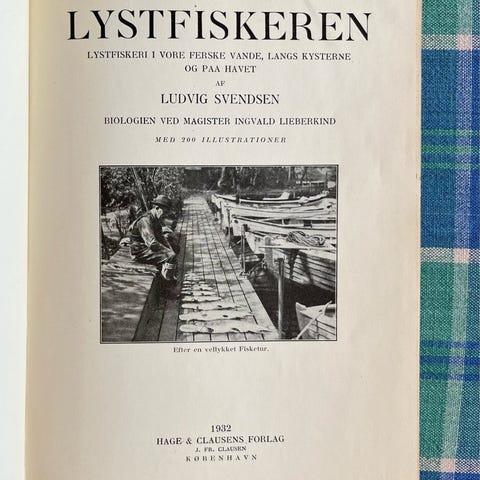 LYSTFISKEREN
LYSTFISKERI I VORE FERSKE VANDE, LANGS KYSTERNE
OG PAA HAVET
AF
LUDVIG SVENDSEN
BIOLOGIEN VED MAGISTER INGVALD LIEBERKIND
MED 200 ILLUSTRATIONER
Efter en vellykket Fisketur.
1932
HAGE & CLAUSENS FORLAG
J. FR. CLAUSEN
KØBENHAVN